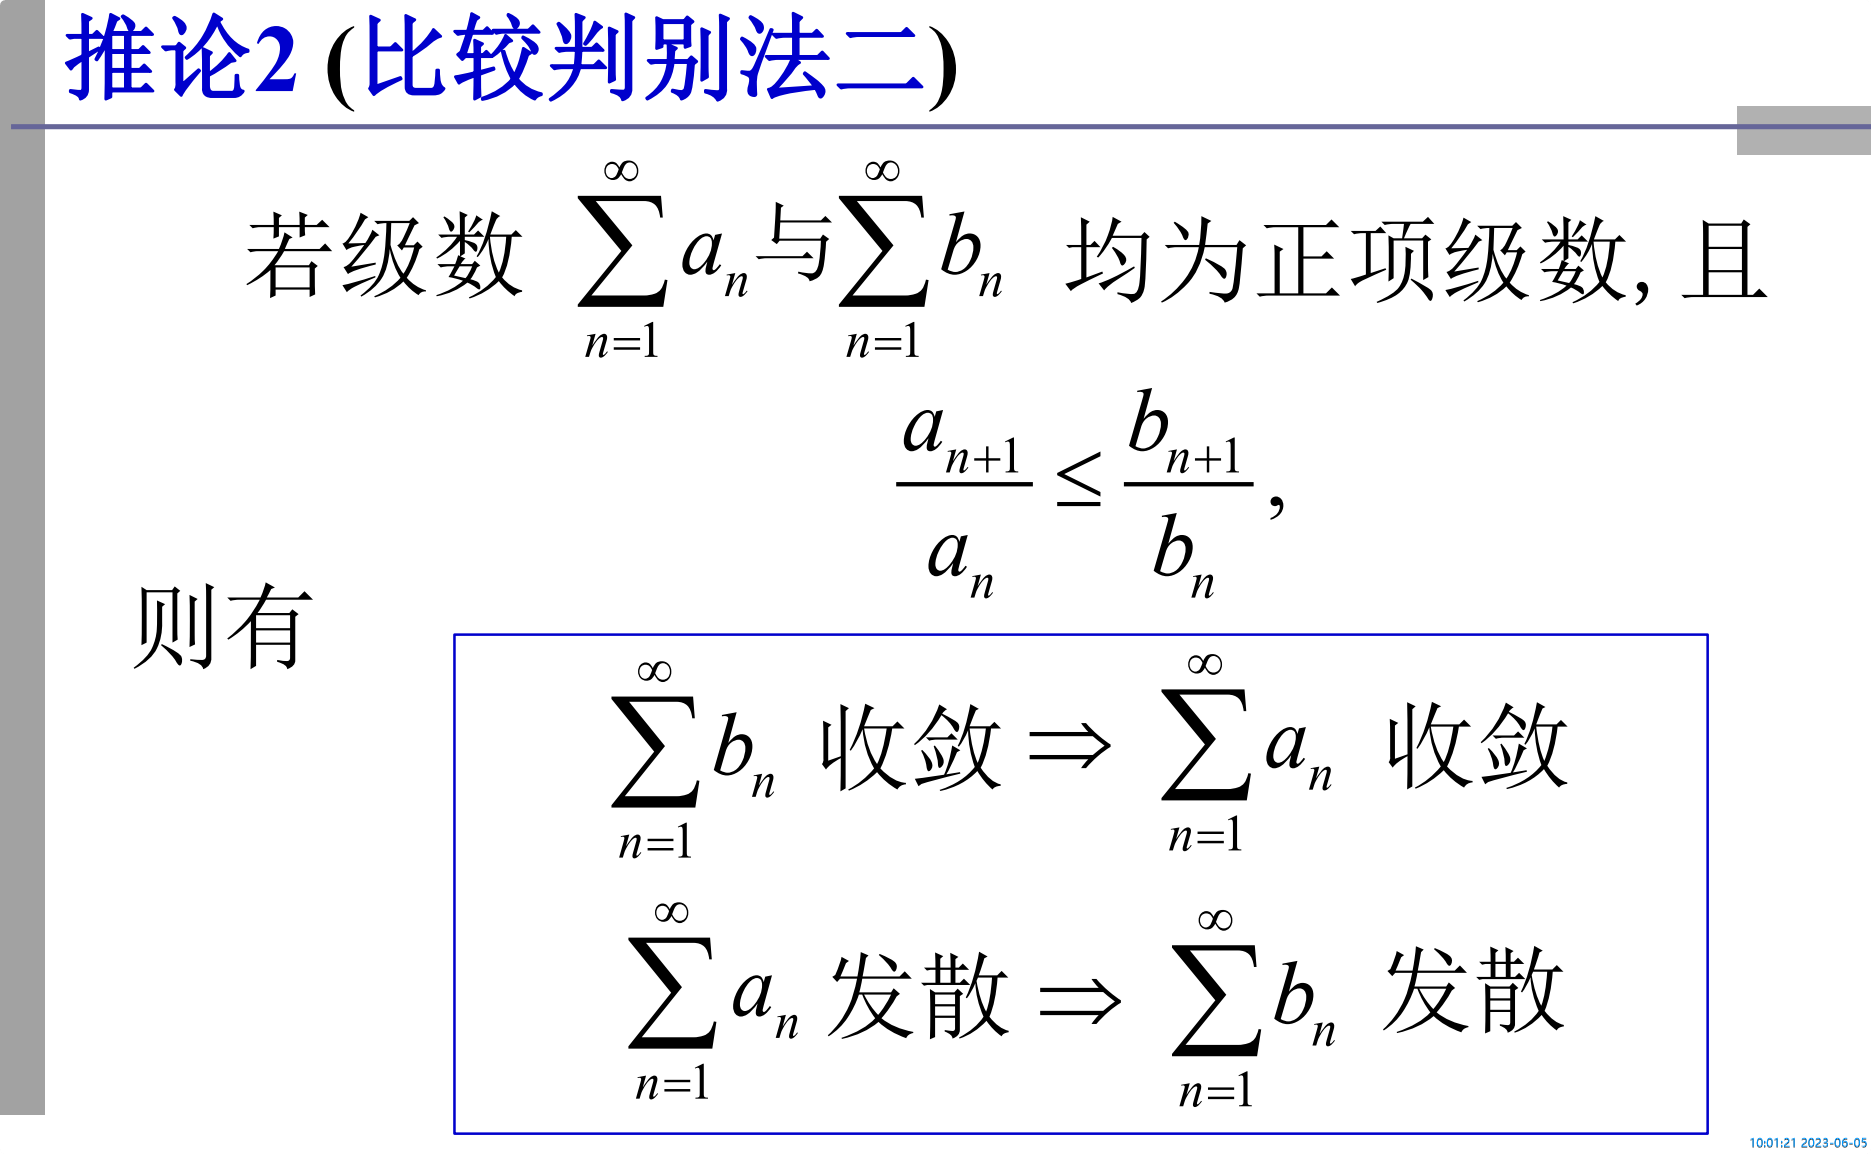 推论2 (比较判别法二)
若级数 $\sum_{n=1}^{\infty} a_n$ 与 $\sum_{n=1}^{\infty} b_n$ 均为正项级数, 且
$\frac{a_{n+1}}{a_n} \leq \frac{b_{n+1}}{b_n}$,
则有
$\sum_{n=1}^{\infty} b_n$ 收敛 $\Rightarrow$ $\sum_{n=1}^{\infty} a_n$ 收敛
$\sum_{n=1}^{\infty} a_n$ 发散 $\Rightarrow$ $\sum_{n=1}^{\infty} b_n$ 发散
10:01:21 2023-06-05